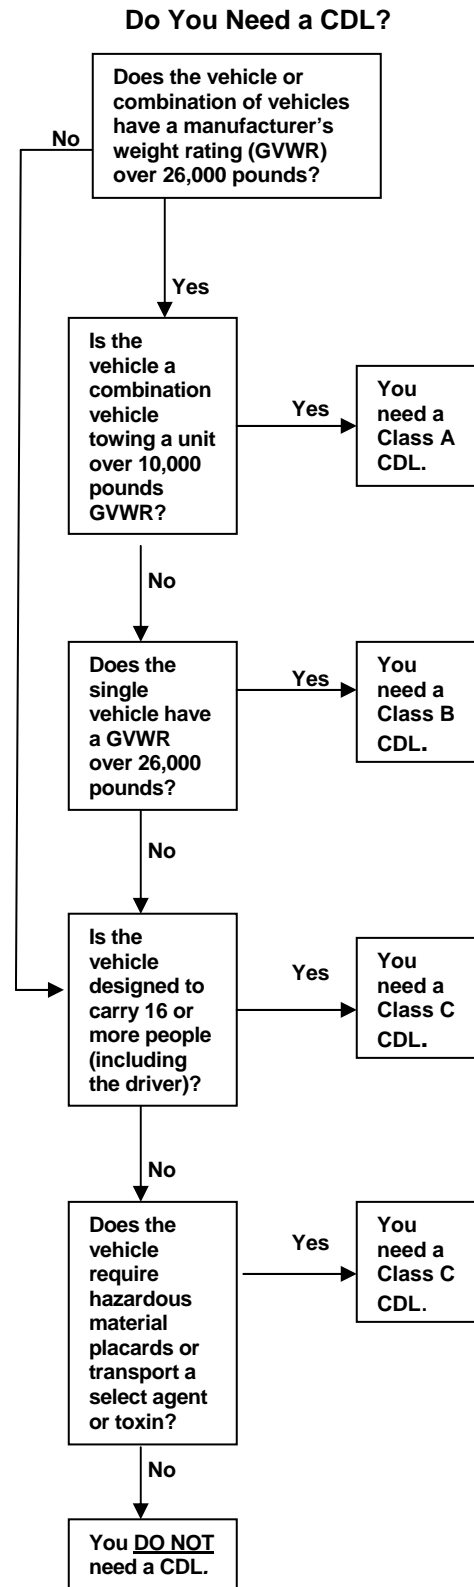 Do You Need a CDL?
Does the vehicle or
combination of vehicles
have a manufacturer’s
weight rating (GVWR)
over 26,000 pounds?
No
Yes
Is the
vehicle a
combination
vehicle
towing a unit
over 10,000
pounds
GVWR?
Yes
You
need a
Class A
CDL.
No
Does the
single
vehicle have
a GVWR
over 26,000
pounds?
Yes
You
need a
Class B
CDL.
No
Is the
vehicle
designed to
carry 16 or
more people
(including
the driver)?
Yes
You
need a
Class C
CDL.
No
Does the
vehicle
require
hazardous
material
placards or
transport a
select agent
or toxin?
Yes
You
need a
Class C
CDL.
No
You DO NOT
need a CDL.